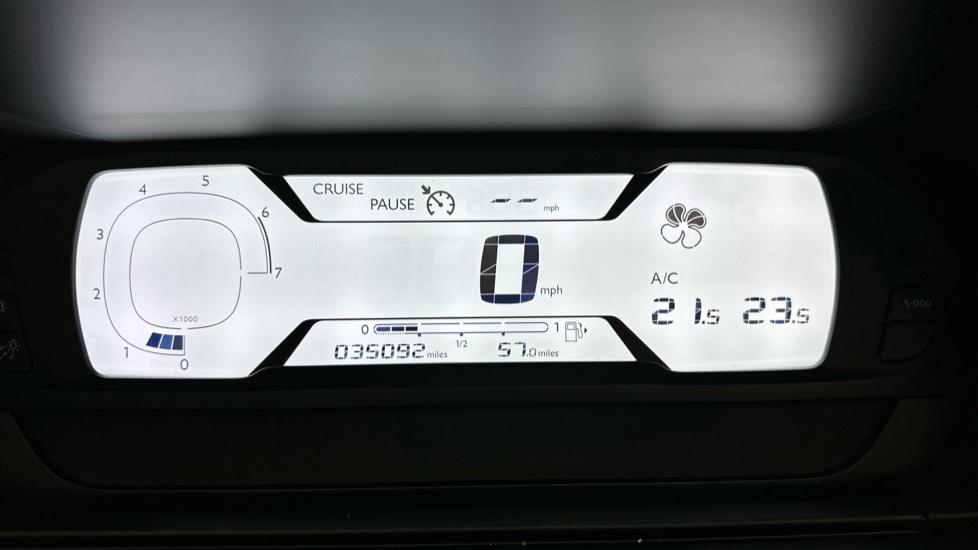 4 5 6
3 7
2
1 0
X1000
CRUISE
PAUSE -- mph
0 mph
0 1/2 1
035092 miles 57.0 miles
A/C
21.5 23.5
-000